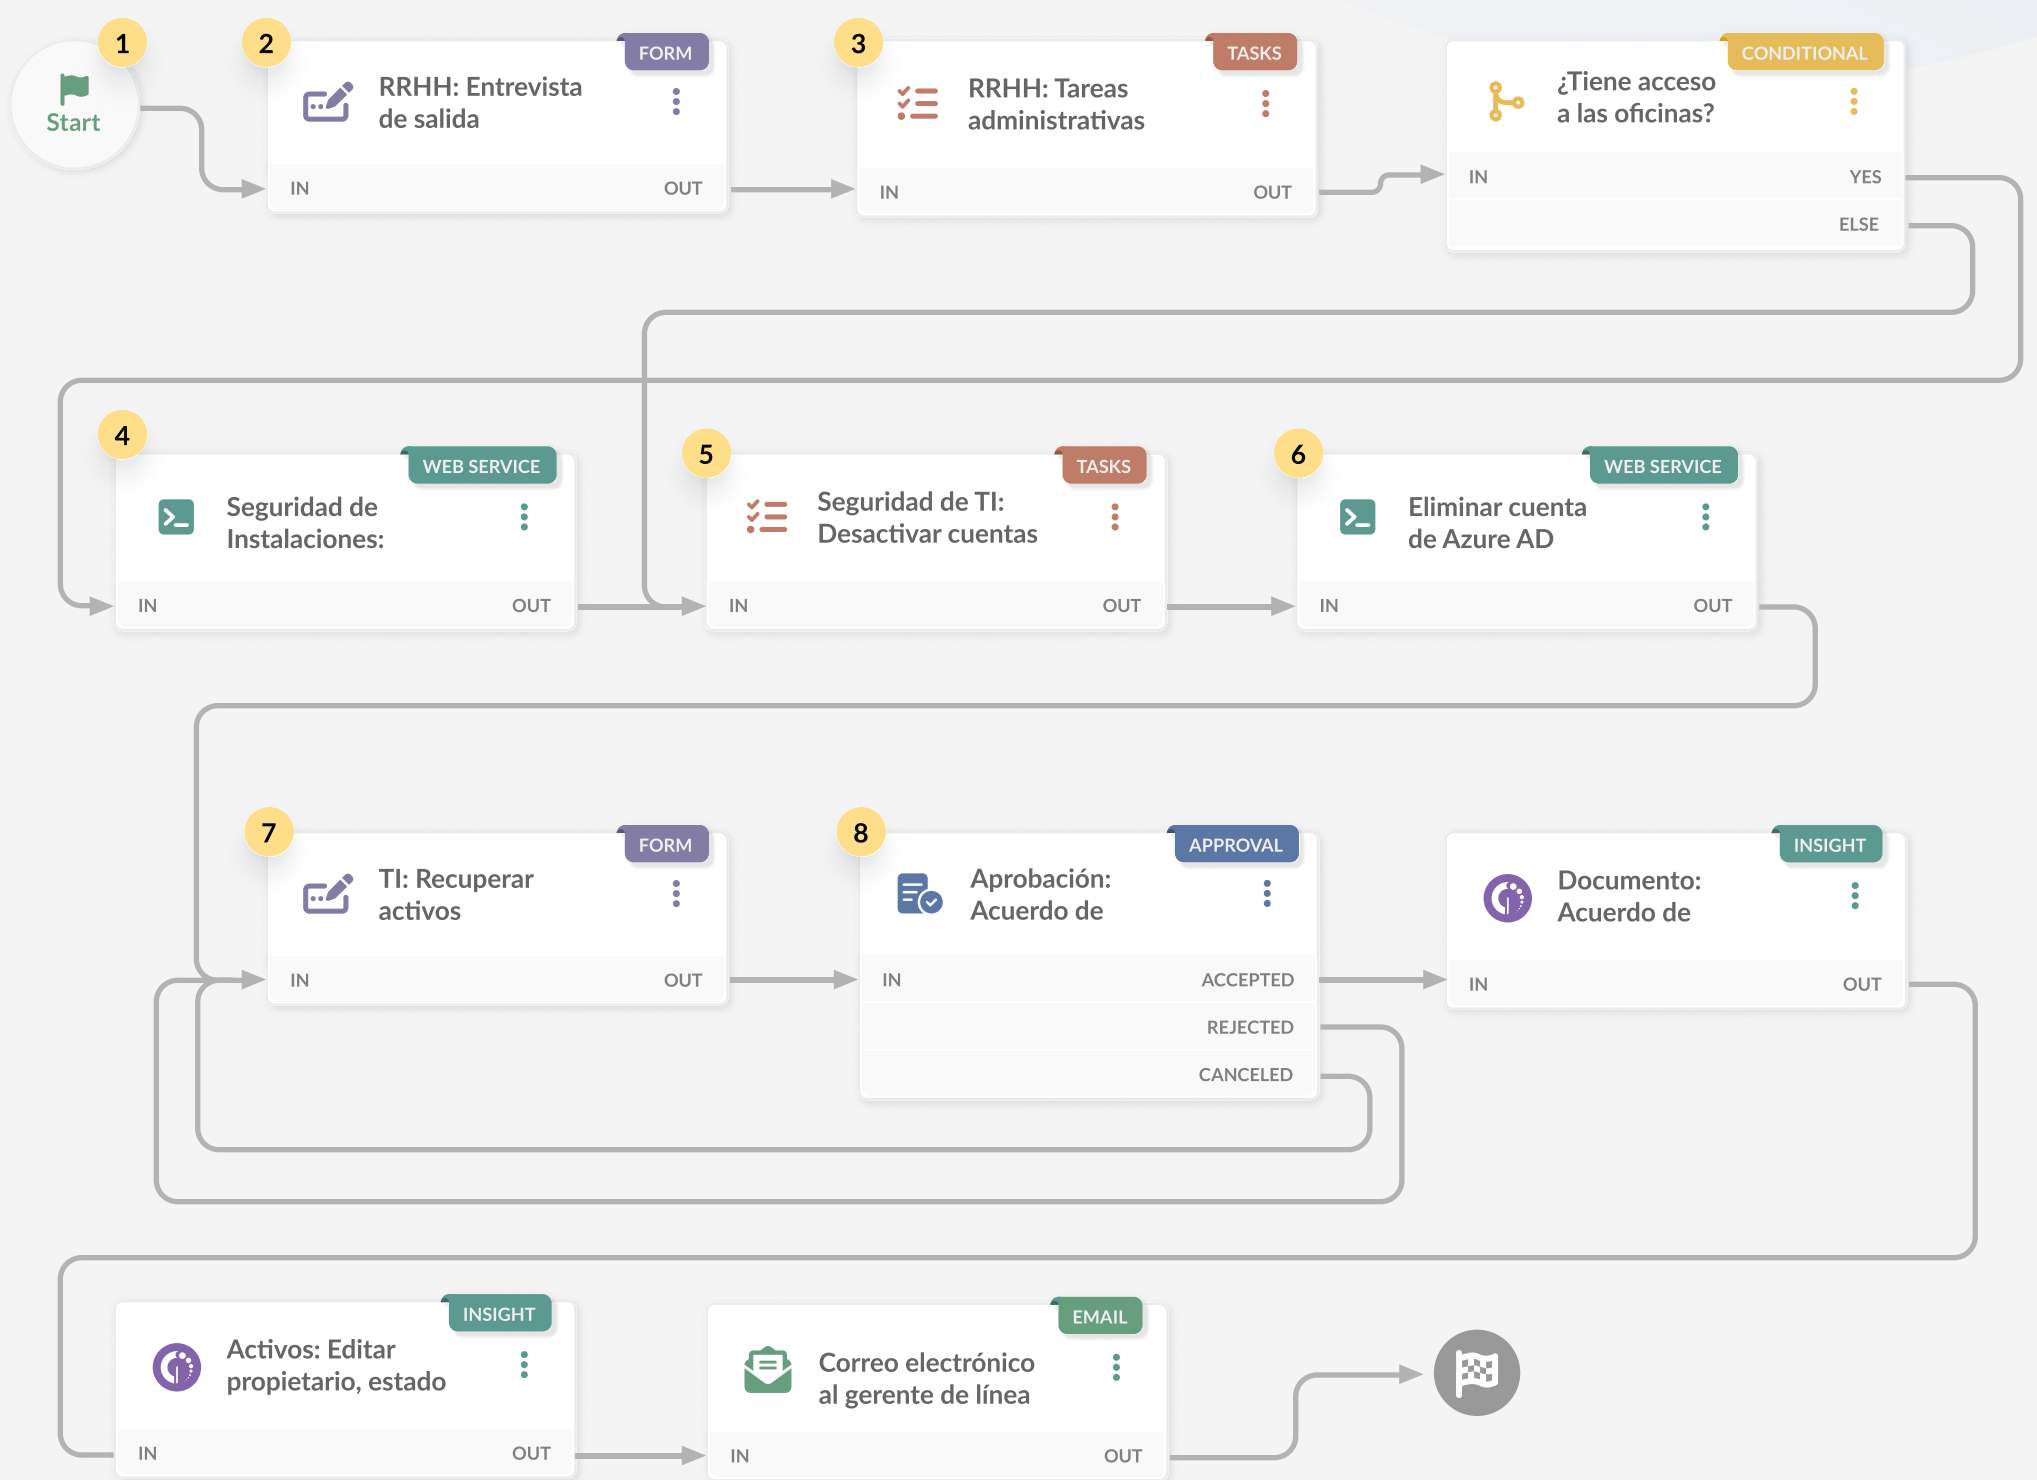 1
Start
2
FORM
RRHH: Entrevista
de salida
IN
OUT
3
TASKS
RRHH: Tareas
administrativas
IN
OUT
CONDITIONAL
¿Tiene acceso
a las oficinas?
IN
YES
ELSE
4
WEB SERVICE
Seguridad de
Instalaciones:
IN
OUT
5
TASKS
Seguridad de TI:
Desactivar cuentas
IN
OUT
6
WEB SERVICE
Eliminar cuenta
de Azure AD
IN
OUT
7
FORM
TI: Recuperar
activos
IN
OUT
8
APPROVAL
Aprobación:
Acuerdo de
IN
ACCEPTED
REJECTED
CANCELED
INSIGHT
Documento:
Acuerdo de
IN
OUT
INSIGHT
Activos: Editar
propietario, estado
IN
OUT
EMAIL
Correo electrónico
al gerente de línea
IN
OUT